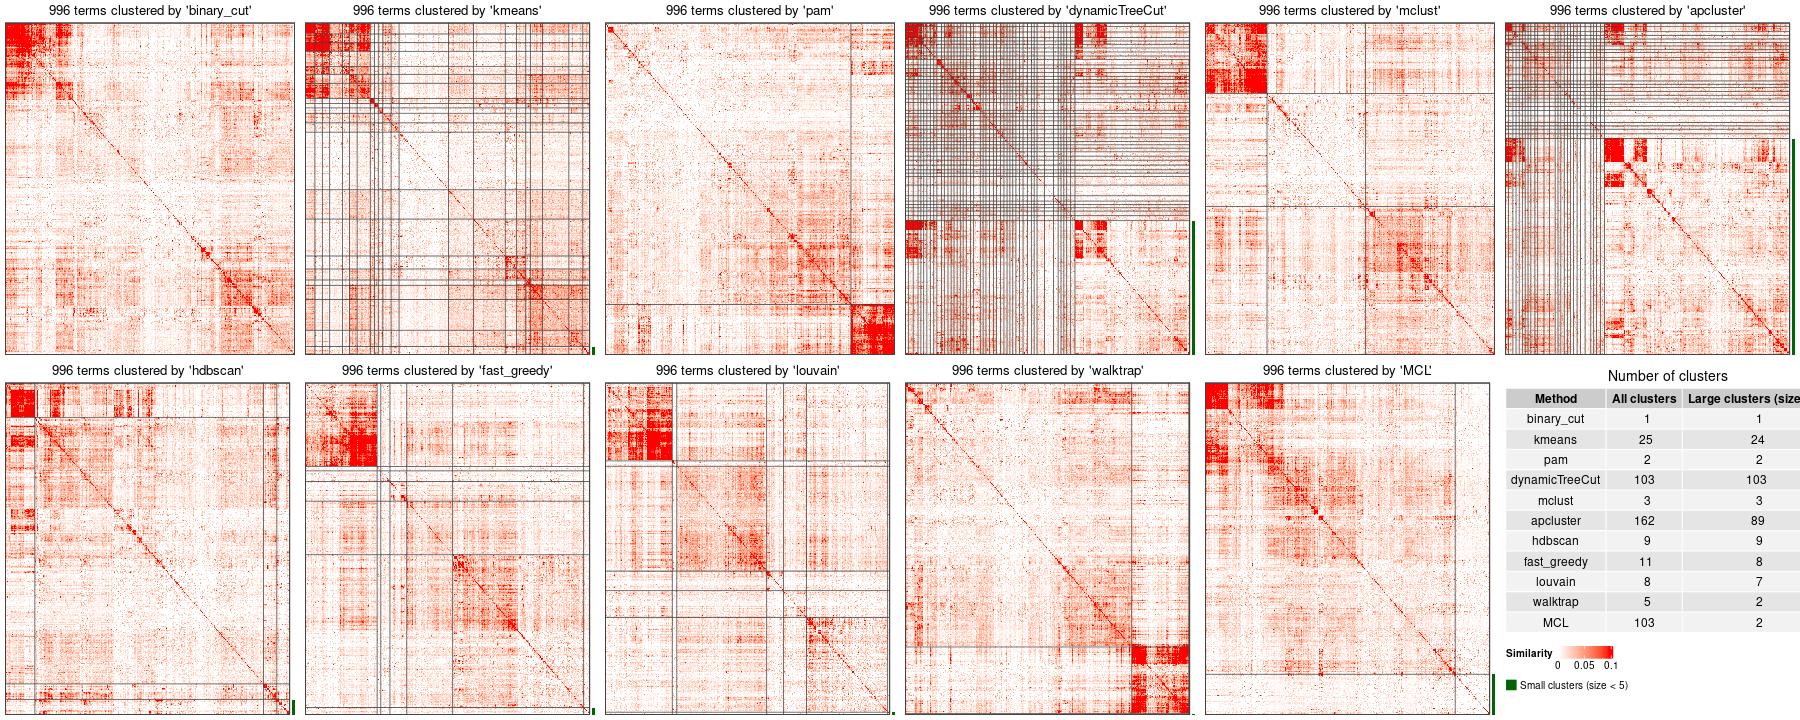 996 terms clustered by 'binary_cut'
996 terms clustered by 'kmeans'
996 terms clustered by 'pam'
996 terms clustered by 'dynamicTreeCut'
996 terms clustered by 'mclust'
996 terms clustered by 'apcluster'
996 terms clustered by 'hdbscan'
996 terms clustered by 'fast_greedy'
996 terms clustered by 'louvain'
996 terms clustered by 'walktrap'
996 terms clustered by 'MCL'
Number of clusters
Method All clusters Large clusters (size
binary_cut 1 1
kmeans 25 24
pam 2 2
dynamicTreeCut 103 103
mclust 3 3
apcluster 162 89
hdbscan 9 9
fast_greedy 11 8
louvain 8 7
walktrap 5 2
MCL 103 2
Similarity
0 0.05 0.1
Small clusters (size < 5)